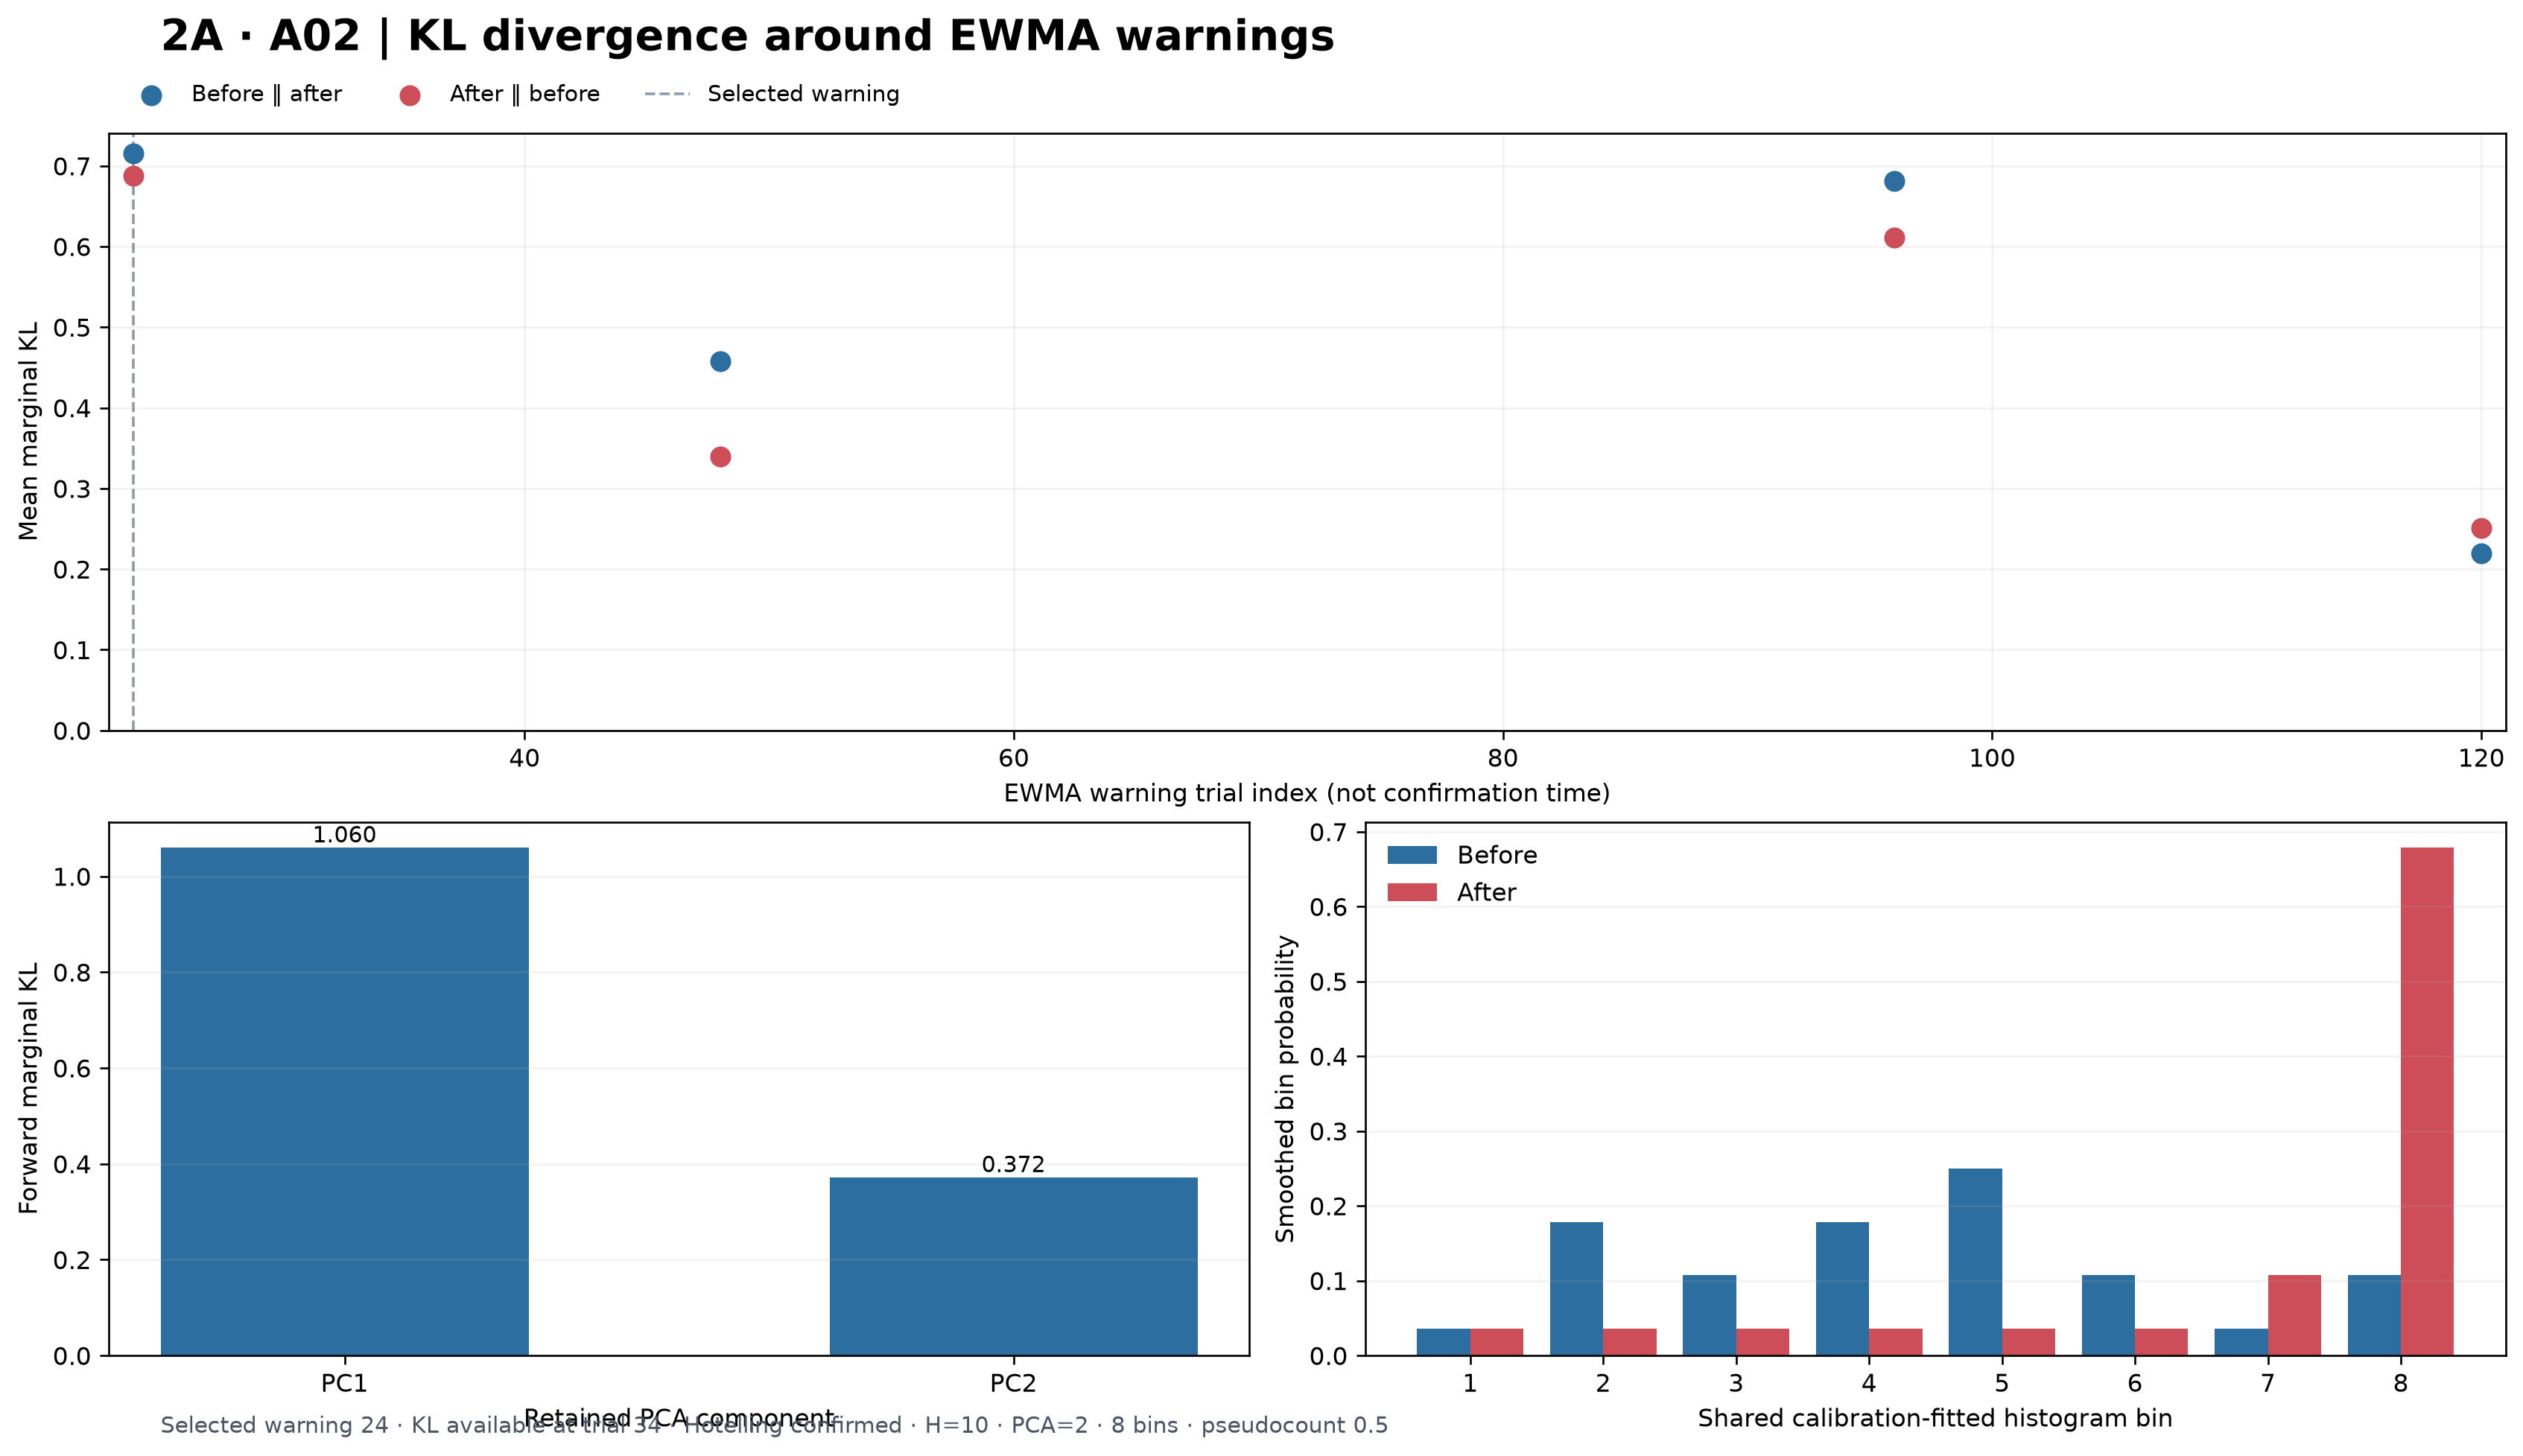 2A · A02 | KL divergence around EWMA warnings
Before ∥ after
After ∥ before
Selected warning
Mean marginal KL
0.7
0.6
0.5
0.4
0.3
0.2
0.1
0.0
40
60
80
100
120
EWMA warning trial index (not confirmation time)
Forward marginal KL
1.0
0.8
0.6
0.4
0.2
0.0
1.060
0.372
PC1
PC2
Retained PCA component
Smoothed bin probability
0.7
0.6
0.5
0.4
0.3
0.2
0.1
0.0
Before
After
1
2
3
4
5
6
7
8
Shared calibration-fitted histogram bin
Selected warning 24 · KL available at trial 34 · Hotelling confirmed · H=10 · PCA=2 · 8 bins · pseudocount 0.5